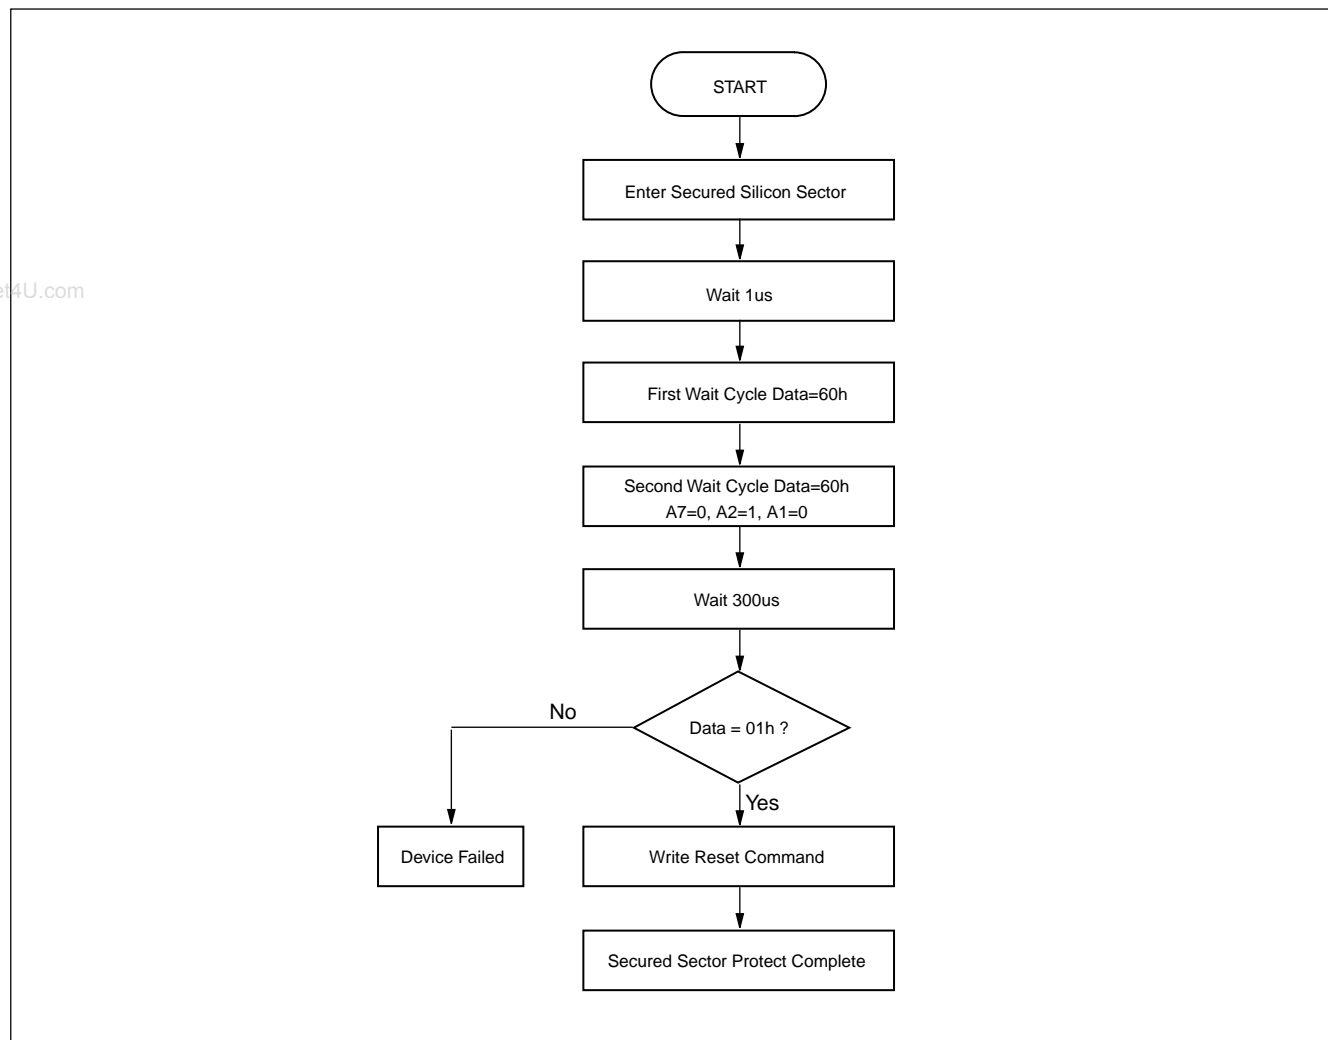 START
Enter Secured Silicon Sector
et4U.com
Wait 1us
First Wait Cycle Data=60h
Second Wait Cycle Data=60h
A7=0, A2=1, A1=0
Wait 300us
No
Data = 01h ?
Yes
Device Failed
Write Reset Command
Secured Sector Protect Complete